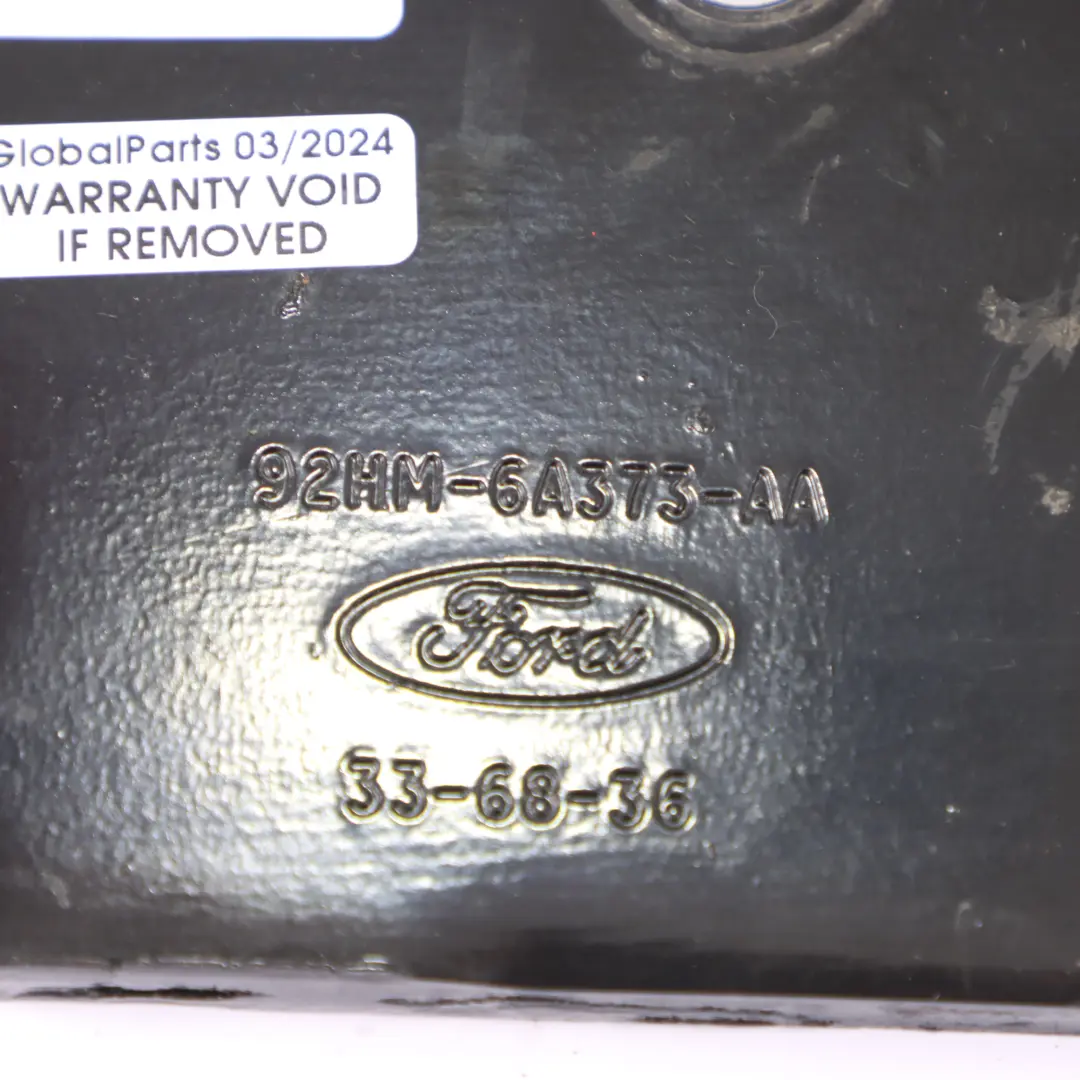 GlobalParts 03/2024
WARRANTY VOID
IF REMOVED
92HM-6A373-AA
Ford
33-68-36